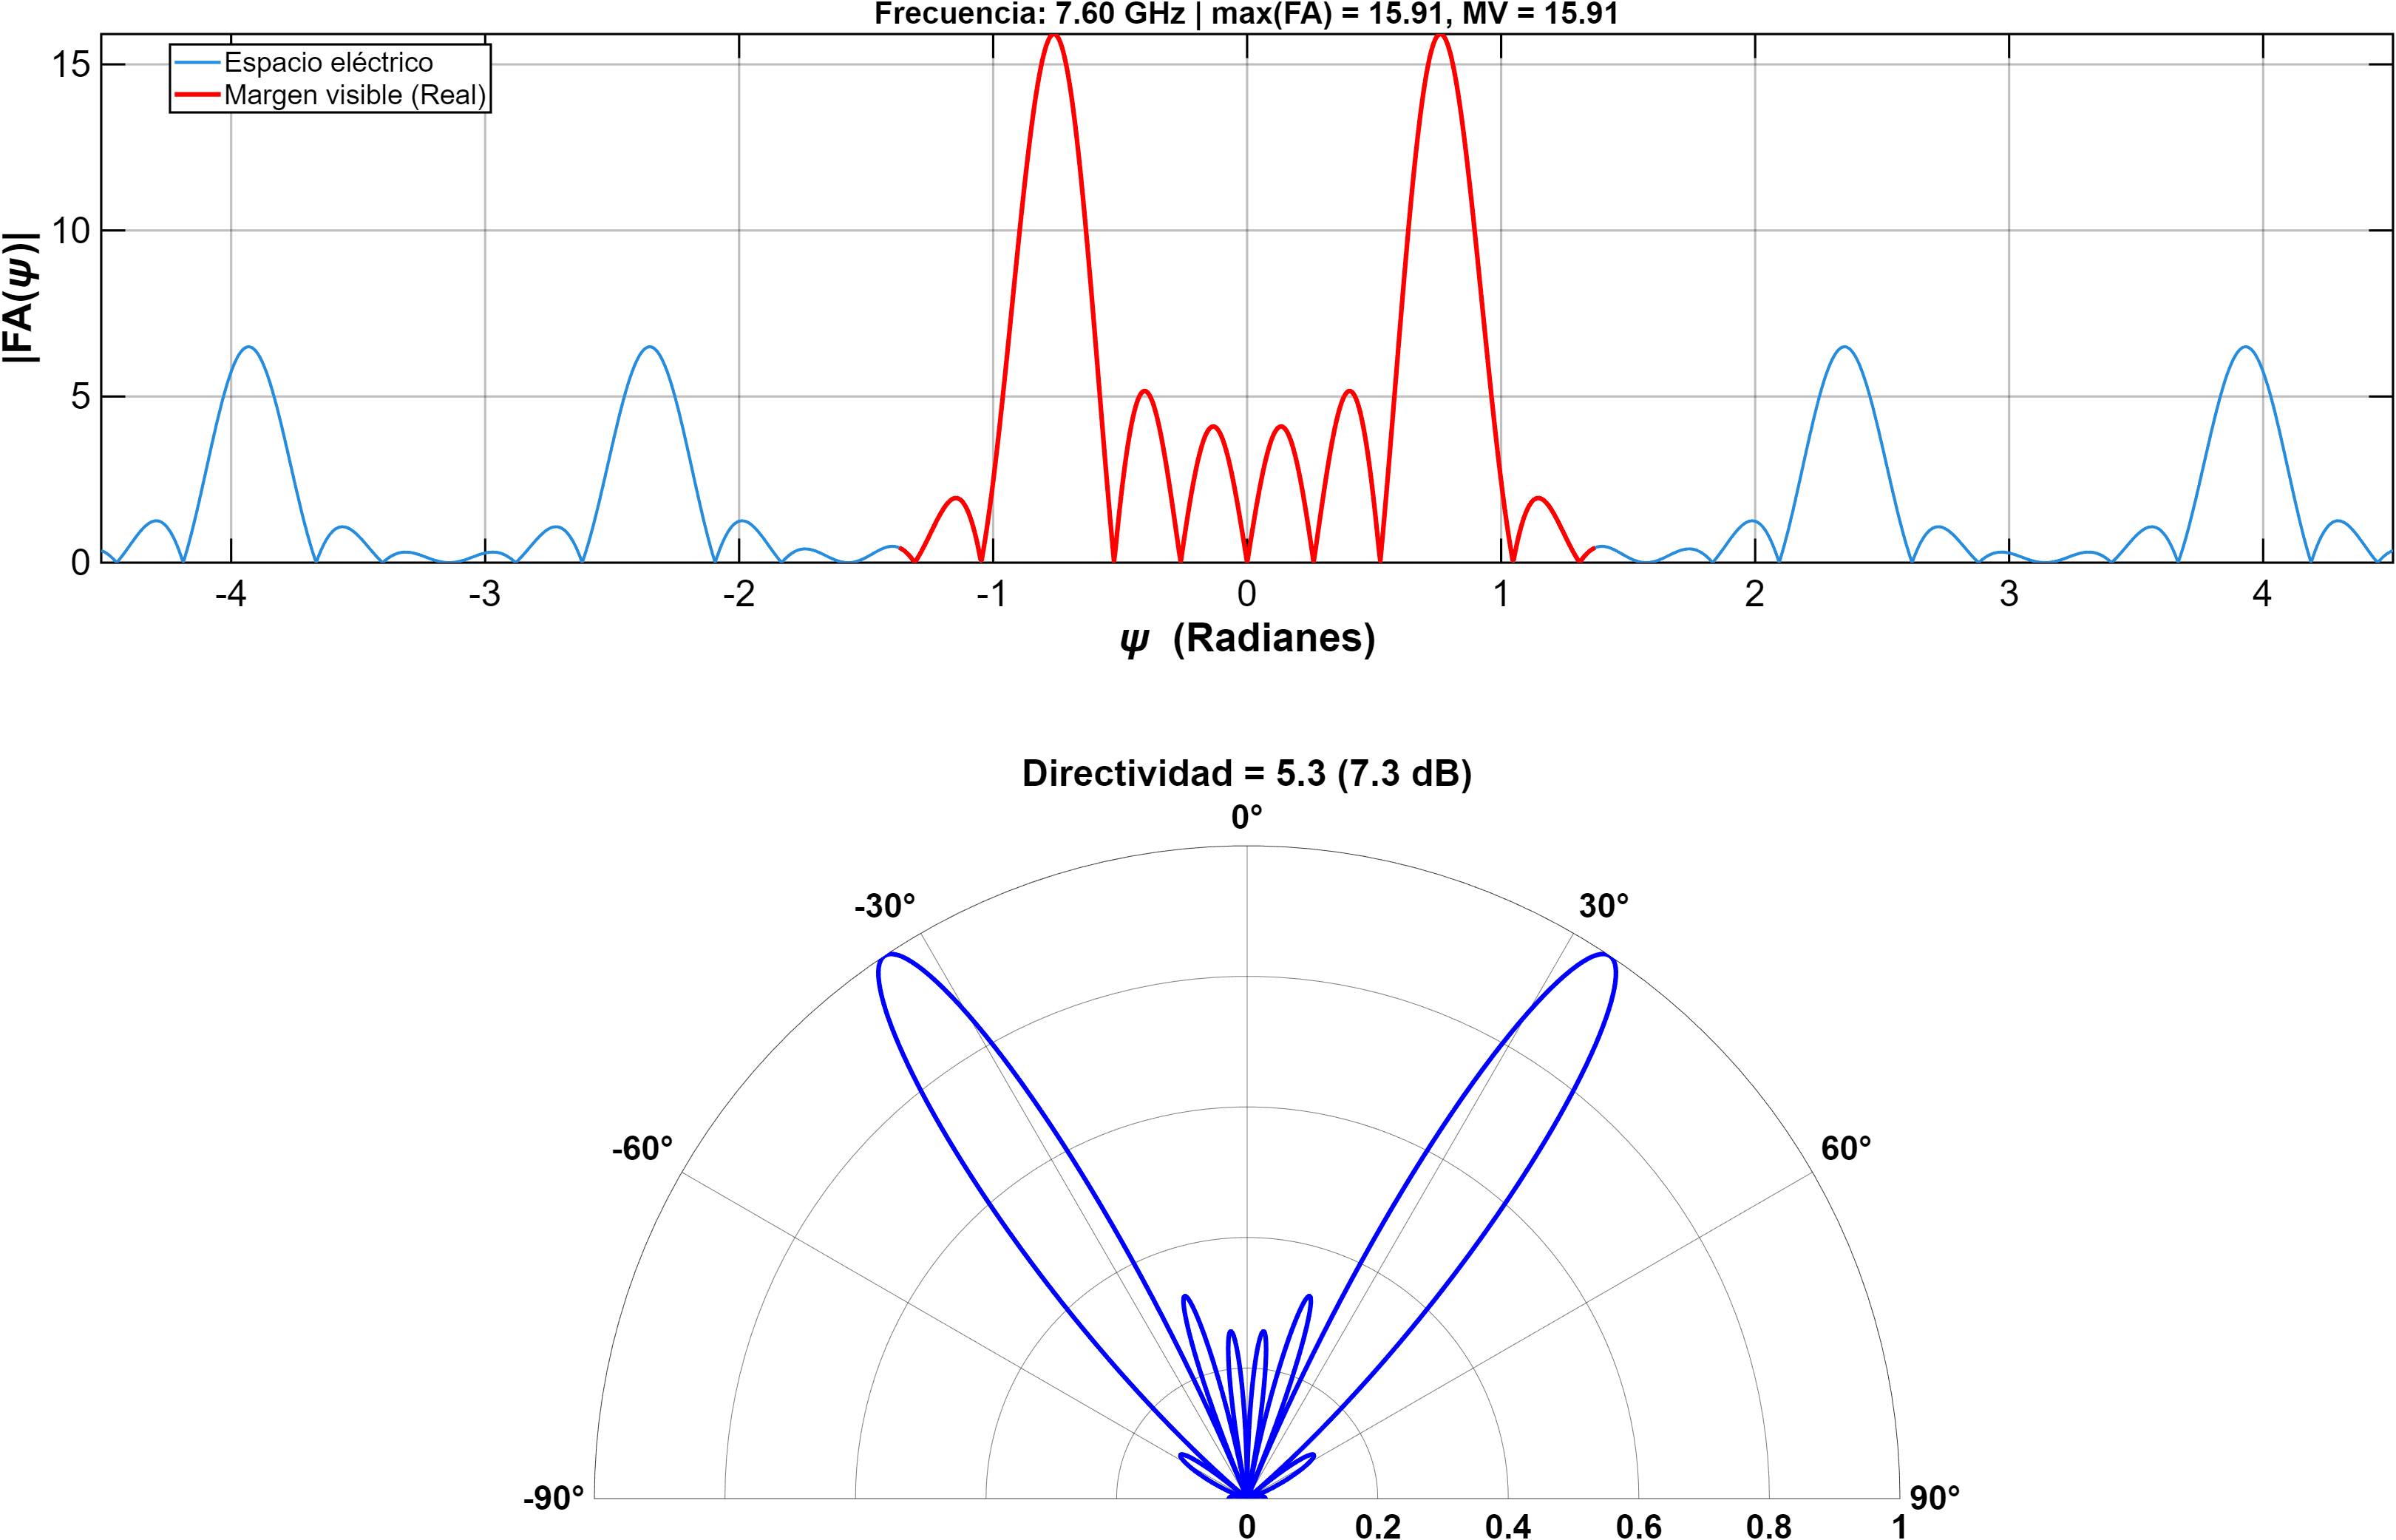 Frecuencia: 7.60 GHz | max(FA) = 15.91, MV = 15.91
Espacio eléctrico
Margen visible (Real)
|FA(ψ)|
15
10
5
0
-4 -3 -2 -1 0 1 2 3 4
ψ (Radianes)
Directividad = 5.3 (7.3 dB)
0°
-30° 30°
-60° 60°
-90° 90°
0 0.2 0.4 0.6 0.8 1